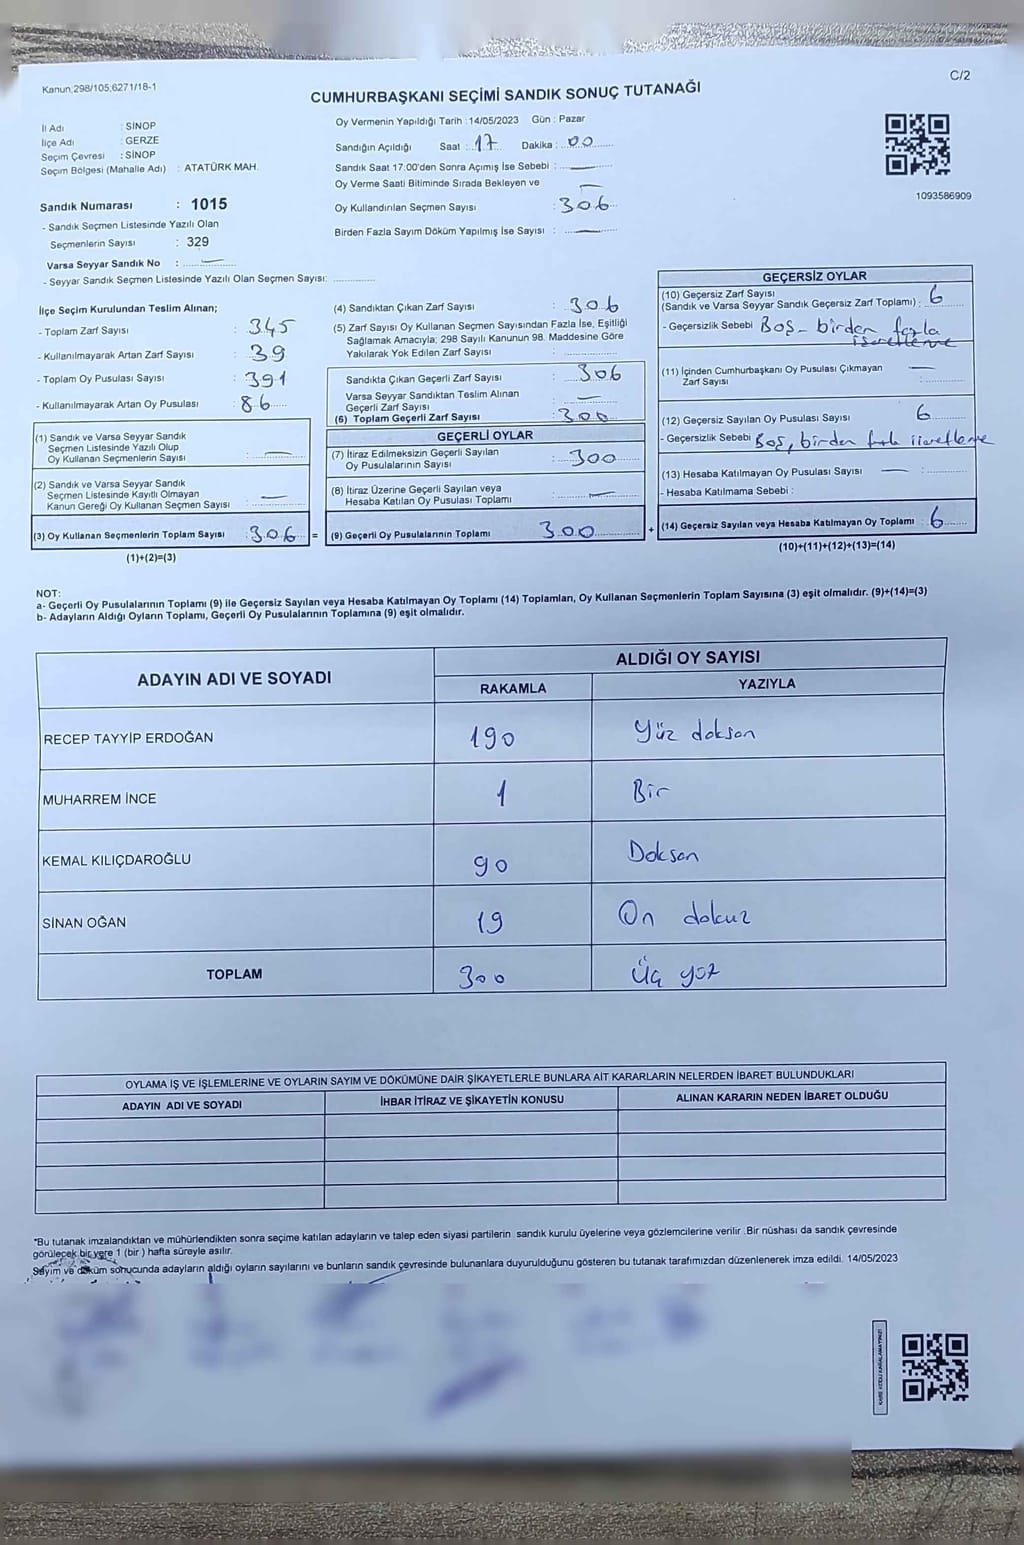 Kanun;298/105;6271/18-1
C/2
CUMHURBAŞKANI SEÇİMİ SANDIK SONUÇ TUTANAĞI
İl Adı : SİNOP
İlçe Adı : GERZE
Seçim Çevresi : SİNOP
Seçim Bölgesi (Mahalle Adı) : ATATÜRK MAH.
Sandık Numarası : 1015
- Sandık Seçmen Listesinde Yazılı Olan
Seçmenlerin Sayısı : 329
Varsa Seyyar Sandık No : —
- Seyyar Sandık Seçmen Listesinde Yazılı Olan Seçmen Sayısı:
Oy Vermenin Yapıldığı Tarih :14/05/2023 Gün : Pazar
Sandığın Açıldığı Saat : 17 Dakika : 00
Sandık Saat 17:00'den Sonra Açımış İse Sebebi : —
Oy Verme Saati Bitiminde Sırada Bekleyen ve —
Oy Kullandırılan Seçmen Sayısı : 306
Birden Fazla Sayım Döküm Yapılmış İse Sayısı : —
1093586909
İlçe Seçim Kurulundan Teslim Alınan;
- Toplam Zarf Sayısı : 345
- Kullanılmayarak Artan Zarf Sayısı : 39
- Toplam Oy Pusulası Sayısı : 391
- Kullanılmayarak Artan Oy Pusulası : 86
(1) Sandık ve Varsa Seyyar Sandık
Seçmen Listesinde Yazılı Olup
Oy Kullanan Seçmenlerin Sayısı : —
(2) Sandık ve Varsa Seyyar Sandık
Seçmen Listesinde Kayıtlı Olmayan
Kanun Gereği Oy Kullanan Seçmen Sayısı : —
(3) Oy Kullanan Seçmenlerin Toplam Sayısı : 306 =
(1)+(2)=(3)
(4) Sandıktan Çıkan Zarf Sayısı : 306
(5) Zarf Sayısı Oy Kullanan Seçmen Sayısından Fazla İse, Eşitliği
Sağlamak Amacıyla; 298 Sayılı Kanunun 98. Maddesine Göre
Yakılarak Yok Edilen Zarf Sayısı :
Sandıkta Çıkan Geçerli Zarf Sayısı : 306
Varsa Seyyar Sandıktan Teslim Alınan
Geçerli Zarf Sayısı : —
(6) Toplam Geçerli Zarf Sayısı : 300
GEÇERLİ OYLAR
(7) İtiraz Edilmeksizin Geçerli Sayılan
Oy Pusulalarının Sayısı : 300
(8) İtiraz Üzerine Geçerli Sayılan veya
Hesaba Katılan Oy Pusulası Toplamı : —
(9) Geçerli Oy Pusulalarının Toplamı 300 +
GEÇERSİZ OYLAR
(10) Geçersiz Zarf Sayısı
(Sandık ve Varsa Seyyar Sandık Geçersiz Zarf Toplamı) : 6
- Geçersizlik Sebebi Boş - birden fazla
işaretleme
(11) İçinden Cumhurbaşkanı Oy Pusulası Çıkmayan
Zarf Sayısı : —
(12) Geçersiz Sayılan Oy Pusulası Sayısı : 6
- Geçersizlik Sebebi Boş, birden fazla işaretleme
(13) Hesaba Katılmayan Oy Pusulası Sayısı — :
- Hesaba Katılmama Sebebi :
(14) Geçersiz Sayılan veya Hesaba Katılmayan Oy Toplamı : 6
(10)+(11)+(12)+(13)=(14)
NOT:
a- Geçerli Oy Pusulalarının Toplamı (9) ile Geçersiz Sayılan veya Hesaba Katılmayan Oy Toplamı (14) Toplamları, Oy Kullanan Seçmenlerin Toplam Sayısına (3) eşit olmalıdır. (9)+(14)=(3)
b- Adayların Aldığı Oyların Toplamı, Geçerli Oy Pusulalarının Toplamına (9) eşit olmalıdır.
ADAYIN ADI VE SOYADI
ALDIĞI OY SAYISI
RAKAMLA YAZIYLA
RECEP TAYYİP ERDOĞAN 190 Yüz doksan
MUHARREM İNCE 1 Bir
KEMAL KILIÇDAROĞLU 90 Doksan
SİNAN OĞAN 19 On dokuz
TOPLAM 300 Üç yüz
OYLAMA İŞ VE İŞLEMLERİNE VE OYLARIN SAYIM VE DÖKÜMÜNE DAİR ŞİKAYETLERLE BUNLARA AİT KARARLARIN NELERDEN İBARET BULUNDUKLARI
ADAYIN ADI VE SOYADI İHBAR İTİRAZ VE ŞİKAYETİN KONUSU ALINAN KARARIN NEDEN İBARET OLDUĞU
*Bu tutanak imzalandıktan ve mühürlendikten sonra seçime katılan adayların ve talep eden siyasi partilerin sandık kurulu üyelerine veya gözlemcilerine verilir. Bir nüshası da sandık çevresinde
görülecek bir yere 1 (bir ) hafta süreyle asılır.
Sayım ve döküm sonucunda adayların aldığı oyların sayılarını ve bunların sandık çevresinde bulunanlara duyurulduğunu gösteren bu tutanak tarafımızdan düzenlenerek imza edildi. 14/05/2023
KARE KODU KARALAMAYINIZ!